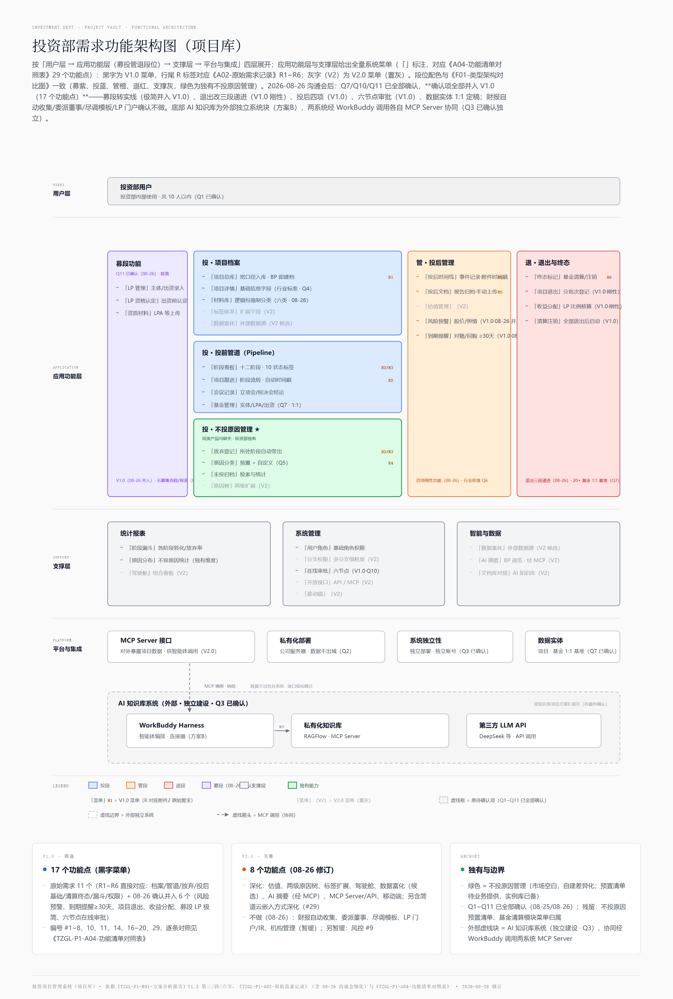 INVESTMENT DEPT · PROJECT VAULT · FUNCTIONAL ARCHITECTURE
投资部需求功能架构图（项目库）
按「用户层 → 应用功能层（募投管退段位）→ 支撑层 → 平台与集成」四层展开；应用功能层与支撑层给出全量系统菜单（「」标注，对应《A04-功能清单对
照表》29 个功能点）：黑字为 V1.0 菜单，行尾 R 标签对应《A02-原始需求记录》R1~R6；灰字（V2）为 V2.0 菜单（置灰）。段位配色与《F01-类型架构对
比图》一致（募紫、投蓝、管橙、退红、支撑灰，绿色为独有不投原因管理）。2026-08-26 沟通会后：Q7/Q10/Q11 已全部确认，**确认项全部并入 V1.0
（17 个功能点）**——募段转实线（极简并入 V1.0）、退出改三段递进（V1.0 刚性）、投后四项（V1.0）、六节点审批（V1.0）、数据实体 1:1 定稿；财报自
动收集/委派董事/尽调模板/LP 门户确认不做。底部 AI 知识库为外部独立系统块（方案B），两系统经 WorkBuddy 调用各自 MCP Server 协同（Q3 已确认独
立）。
USERS
用户层
投资部用户
投资部内部使用 · 共 10 人以内（Q1 已确认）
APPLICATION
应用功能层
募段功能
Q11 已确认（08-26）· 极简
「LP 管理」主体/出资录入
「LP 资格认定」出资前认定
「资质材料」LPA 等上传
V1.0（08-26 并入）· 无募集流程/报表
投 · 项目档案
「项目总库」宽口径入库 · BP 即建档 R1
「项目详情」基础信息字段（行业标准 · Q4）
「材料库」逻辑包强制分类（六类 · 08-26）
「标签体系」扩展字段（V2）
「数据富化」外部数据源（V2 候选）
投 · 投前管道（Pipeline）
「阶段看板」十二阶段 · 10 状态标签 R2/R3
「项目跟进」阶段流转 · 自动时间戳 R2
「会议记录」立项会/投决会结论
「基金管理」实体/LPA/出资（Q7 · 1:1）
投 · 不投原因管理 ★
同类产品均缺失 · 投资部独有
「放弃登记」所处阶段自动带出 R2/R3
「原因分类」预置 + 自定义（Q5） R4
「未投归档」检索与统计
「原因树」两级扩展（V2）
管 · 投后管理
「投后时间线」事件记录·附件时间戳
「投后文档」报告归档·手动上传 R5
「估值管理」（V2）
「风险预警」股价/舆情（V1.0·08-26 并
「到期提醒」对赌/回购 ≥30天（V1.0·08
四项刚性功能（08-26）· 行业标准 Q6
退 · 退出与终态
「终态标记」基金清算/注销 R6
「项目退出」分批次登记（V1.0·刚性）
「收益分配」LP 比例核算（V1.0·刚性）
「清算注销」全部退出后启动（V1.0）
退出三段递进（08-26）· 20+ 基金 1:1 基准（Q7）
SUPPORT
支撑层
统计报表
「阶段漏斗」各阶段转化/放弃率
「原因分布」不投原因统计（独有维度）
「驾驶舱」组合看板（V2）
系统管理
「用户角色」基础角色权限
「分支权限」多分支细粒度（V2）
「在线审批」六节点（V1.0·Q10）
「开放接口」API / MCP（V2）
「移动端」（V2）
智能与数据
「数据富化」外部数据源（V2 候选）
「AI 摘要」BP 速览 · 经 MCP（V2）
「文档库对接」AI 知识库（V2）
PLATFORM
平台与集成
MCP Server 接口
对外暴露项目数据 · 供智能体调用（V2.0）
私有化部署
公司服务器 · 数据不出域（Q2）
系统独立性
独立部署 · 独立账号（Q3 已确认）
数据实体
项目 · 基金 1:1 基准（Q7 已确认）
MCP 调用 · 协同
数据不出各自系统 · 接口级松耦合
AI 知识库系统（外部 · 独立建设 · Q3 已确认）
按知识库项目方案B 展开（待最终确认）
WorkBuddy Harness
智能体编排 · 连接器（方案B）
MCP
私有化知识库
RAGFlow · MCP Server
第三方 LLM API
DeepSeek 等 · API 调用
LEGEND
投段
管段
退段
募段（08-26
支撑层
独有能力
「菜单」R1 = V1.0 菜单（R 对应附件2 原始需求）
「菜单」（V2）= V2.0 菜单（置灰）
虚线框 = 原待确认项（Q1~Q11 已全部确认）
虚线边界 = 外部独立系统
虚线箭头 = MCP 调用（协同）
V1.0 · 跑通
17 个功能点（黑字菜单）
原始需求 11 个（R1~R6 直接对应：档案/管道/放弃/投后
基础/清算终态/漏斗/权限）+ 08-26 确认并入 6 个（风险
预警、到期提醒≥30天、项目退出、收益分配、募段 LP 极
简、六节点在线审批）
编号 #1~8、10、11、14、16~20、29，逐条对照见
《TZGL-P1-A04-功能清单对照表》
V2.0 · 完善
8 个功能点（08-26 修订）
深化：估值、两级原因树、标签扩展、驾驶舱、数据富化（候
选）、AI 摘要（经 MCP）、MCP Server/API、移动端；另含简
道云嵌入方式深化（#29）
不做（08-26）：财报自动收集、委派董事、尽调模板、LP 门
户/IR、机构管理（暂缓）；另暂缓：风控 #9
ANCHORS
独有与边界
绿色 = 不投原因管理（市场空白，自建差异化；预置清单
待业务提供，实例库已备）
Q1~Q11 已全部确认（08-25/08-26）；残留：不投原因
预置清单、基金清算模块菜单归属
外部虚线块 = AI 知识库系统（独立建设 · Q3），协同经
WorkBuddy 调用两系统 MCP Server
投资项目管理系统（项目库）• 依据《TZGL-P1-R01-方案分析报告》V1.3 第三/四/六节、《TZGL-P1-A02-原始需求记录》（含 08-26 沟通会细化）与《TZGL-P1-A04-功能清单对照表》 • 2026-08-26 修订